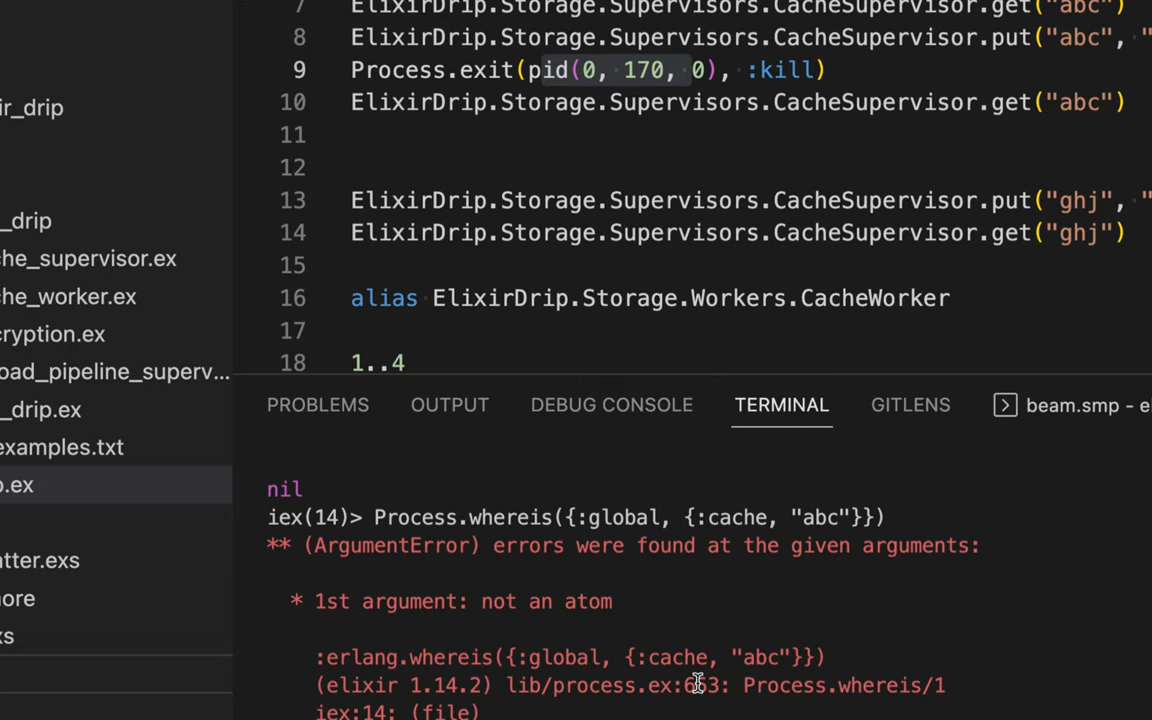 7 ElixirDrip.Storage.Supervisors.CacheSupervisor.get("abc")
8 ElixirDrip.Storage.Supervisors.CacheSupervisor.put("abc", "
9 Process.exit(pid(0, 170, 0), :kill)
10 ElixirDrip.Storage.Supervisors.CacheSupervisor.get("abc")
11
12
13 ElixirDrip.Storage.Supervisors.CacheSupervisor.put("ghj", "
14 ElixirDrip.Storage.Supervisors.CacheSupervisor.get("ghj")
15
16 alias ElixirDrip.Storage.Workers.CacheWorker
17
18 1..4
ir_drip
_drip
che_supervisor.ex
che_worker.ex
cryption.ex
oad_pipeline_superv...
_drip.ex
examples.txt
p.ex
tter.exs
ore
xs
PROBLEMS OUTPUT DEBUG CONSOLE TERMINAL GITLENS beam.smp - e
nil
iex(14)> Process.whereis({:global, {:cache, "abc"}})
** (ArgumentError) errors were found at the given arguments:
* 1st argument: not an atom
:erlang.whereis({:global, {:cache, "abc"}})
(elixir 1.14.2) lib/process.ex:653: Process.whereis/1
iex:14: (file)